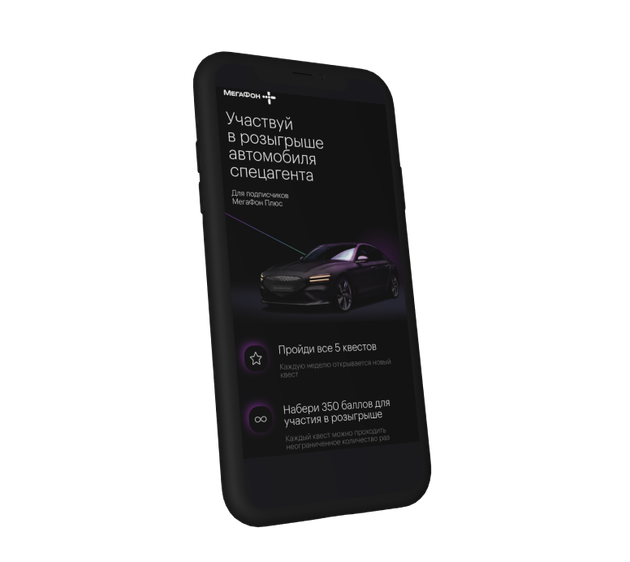 МЕГАФОН
Участвуй
в розыгрыше
автомобиля
спецагента
Для подписчиков
МегаФон Плюс
Пройди все 5 квестов
Каждую неделю открывается новый
квест
Набери 350 баллов для
участия в розыгрыше
Каждый квест можно проходить
неограниченное количество раз